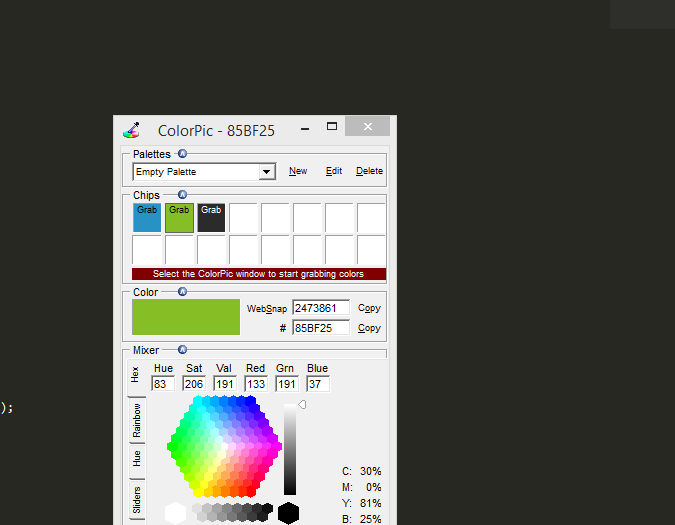 ColorPic - 85BF25
Palettes
Empty Palette New Edit Delete
Chips
Grab Grab Grab
Select the ColorPic window to start grabbing colors
Color
WebSnap 2473861 Copy
# 85BF25 Copy
Mixer
Hex
Rainbow
Hue
Sliders
Hue Sat Val Red Grn Blue
83 206 191 133 191 37
);
C: 30%
M: 0%
Y: 81%
B: 25%